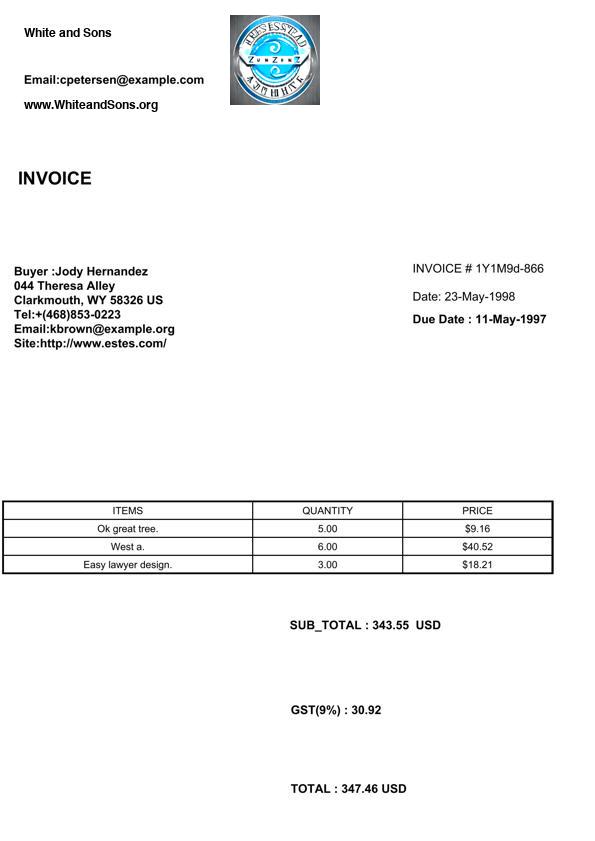 White and Sons
Email:cpetersen@example.com
www.WhiteandSons.org
ZunZenZ
INVOICE
Buyer :Jody Hernandez
044 Theresa Alley
Clarkmouth, WY 58326 US
Tel:+(468)853-0223
Email:kbrown@example.org
Site:http://www.estes.com/
INVOICE # 1Y1M9d-866
Date: 23-May-1998
Due Date : 11-May-1997
ITEMS QUANTITY PRICE
Ok great tree. 5.00 $9.16
West a. 6.00 $40.52
Easy lawyer design. 3.00 $18.21
SUB_TOTAL : 343.55 USD
GST(9%) : 30.92
TOTAL : 347.46 USD